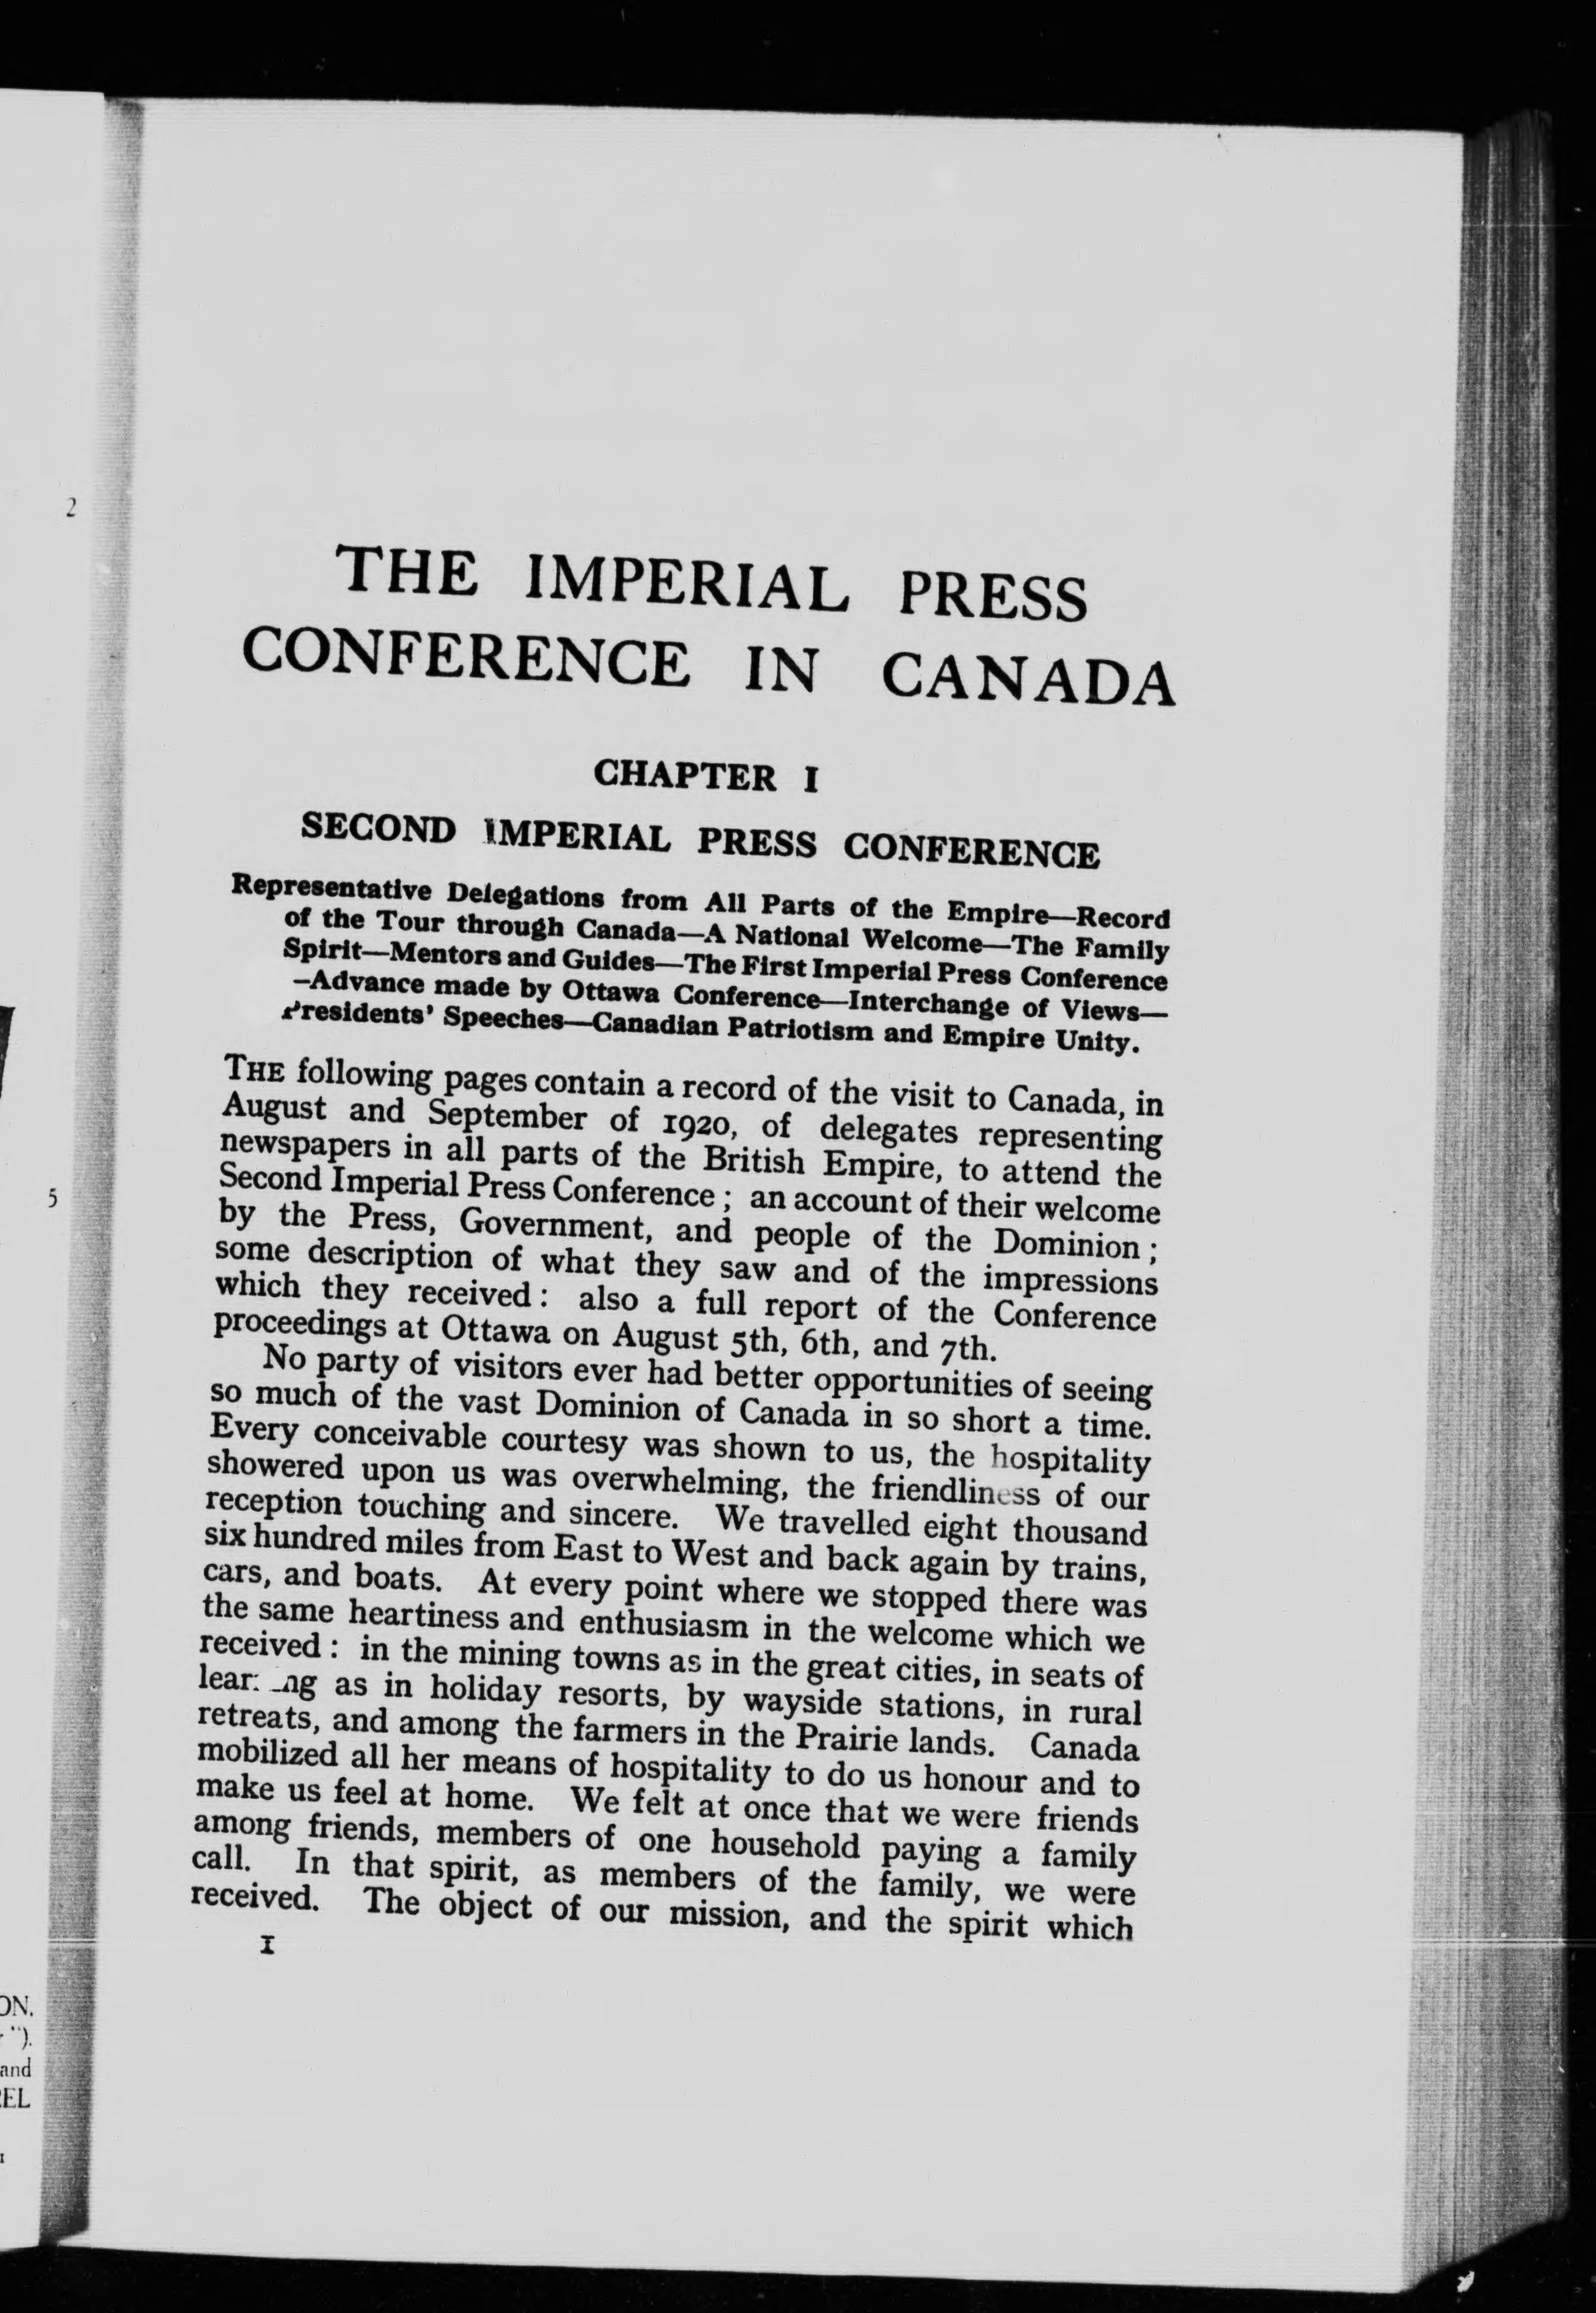 2
5
ON.
").
and
EL
THE IMPERIAL PRESS
CONFERENCE IN CANADA
CHAPTER I
SECOND IMPERIAL PRESS CONFERENCE
Representative Delegations from All Parts of the Empire—Record
of the Tour through Canada—A National Welcome—The Family
Spirit—Mentors and Guides—The First Imperial Press Conference
—Advance made by Ottawa Conference—Interchange of Views—
Presidents' Speeches—Canadian Patriotism and Empire Unity.
THE following pages contain a record of the visit to Canada, in
August and September of 1920, of delegates representing
newspapers in all parts of the British Empire, to attend the
Second Imperial Press Conference; an account of their welcome
by the Press, Government, and people of the Dominion;
some description of what they saw and of the impressions
which they received: also a full report of the Conference
proceedings at Ottawa on August 5th, 6th, and 7th.
No party of visitors ever had better opportunities of seeing
so much of the vast Dominion of Canada in so short a time.
Every conceivable courtesy was shown to us, the hospitality
showered upon us was overwhelming, the friendliness of our
reception touching and sincere. We travelled eight thousand
six hundred miles from East to West and back again by trains,
cars, and boats. At every point where we stopped there was
the same heartiness and enthusiasm in the welcome which we
received: in the mining towns as in the great cities, in seats of
learning as in holiday resorts, by wayside stations, in rural
retreats, and among the farmers in the Prairie lands. Canada
mobilized all her means of hospitality to do us honour and to
make us feel at home. We felt at once that we were friends
among friends, members of one household paying a family
call. In that spirit, as members of the family, we were
received. The object of our mission, and the spirit which
I